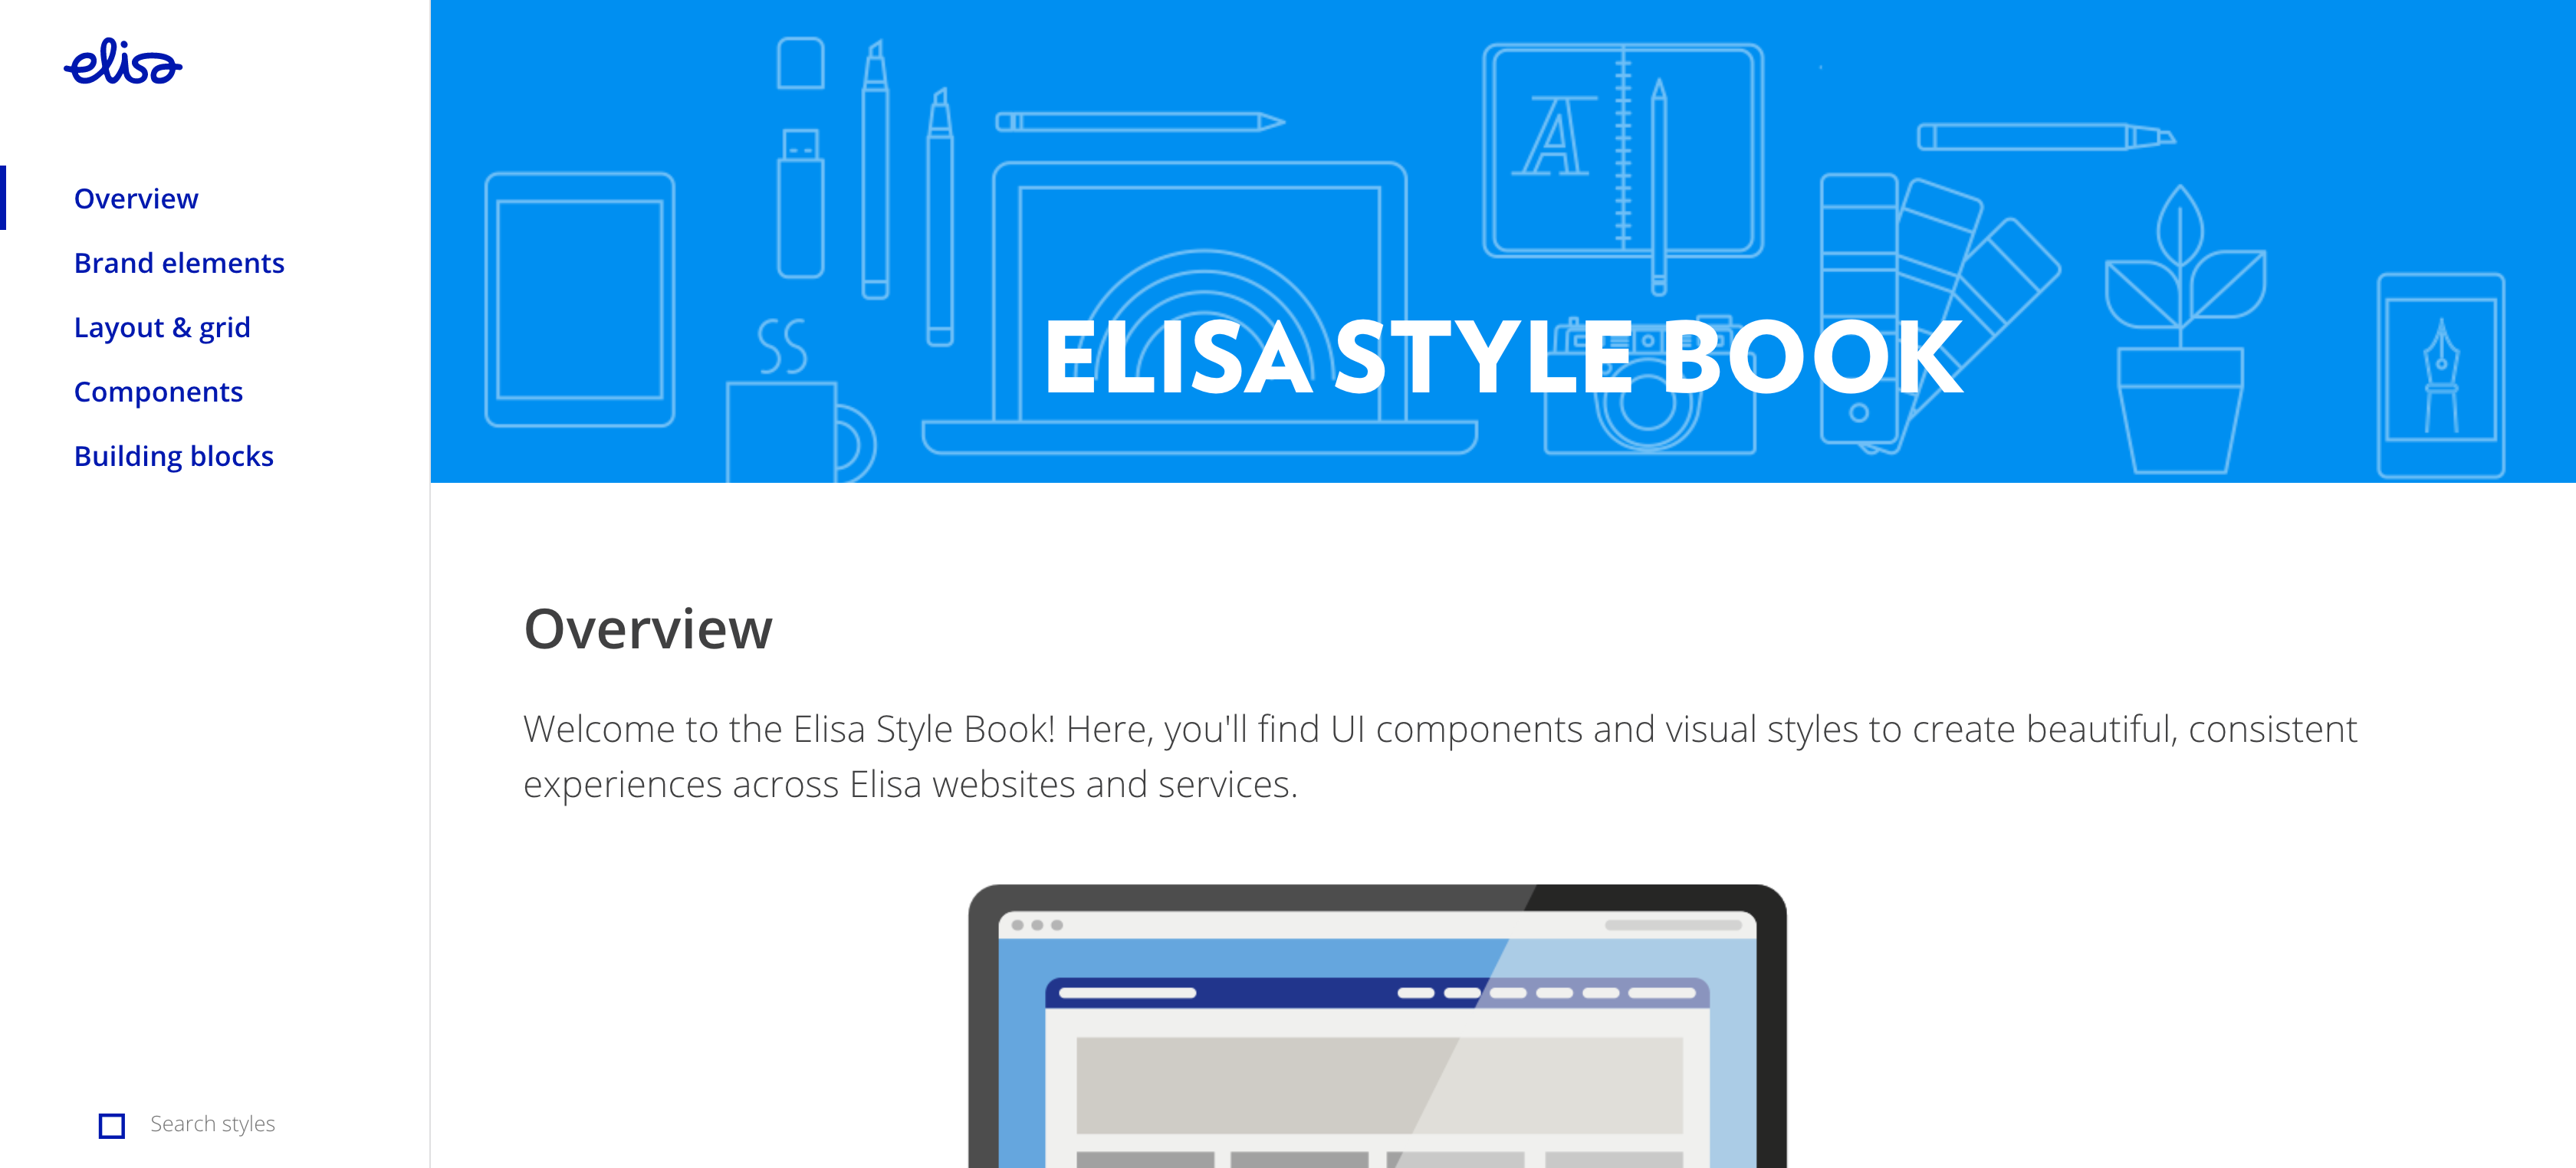 elisa
Overview
Brand elements
Layout & grid
Components
Building blocks
Search styles
A
ELISA STYLE BOOK
Overview
Welcome to the Elisa Style Book! Here, you'll find UI components and visual styles to create beautiful, consistent
experiences across Elisa websites and services.